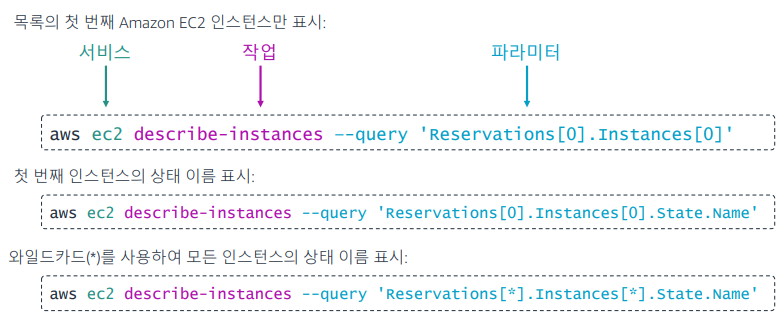 목록의 첫 번째 Amazon EC2 인스턴스만 표시:
서비스 작업 파라미터
aws ec2 describe-instances --query 'Reservations[0].Instances[0]'
첫 번째 인스턴스의 상태 이름 표시:
aws ec2 describe-instances --query 'Reservations[0].Instances[0].State.Name'
와일드카드(*)를 사용하여 모든 인스턴스의 상태 이름 표시:
aws ec2 describe-instances --query 'Reservations[*].Instances[*].State.Name'